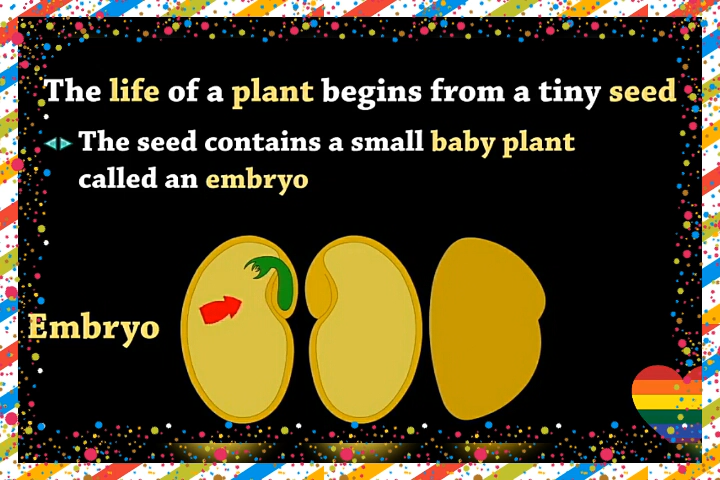 The life of a plant begins from a tiny seed
The seed contains a small baby plant
called an embryo
Embryo